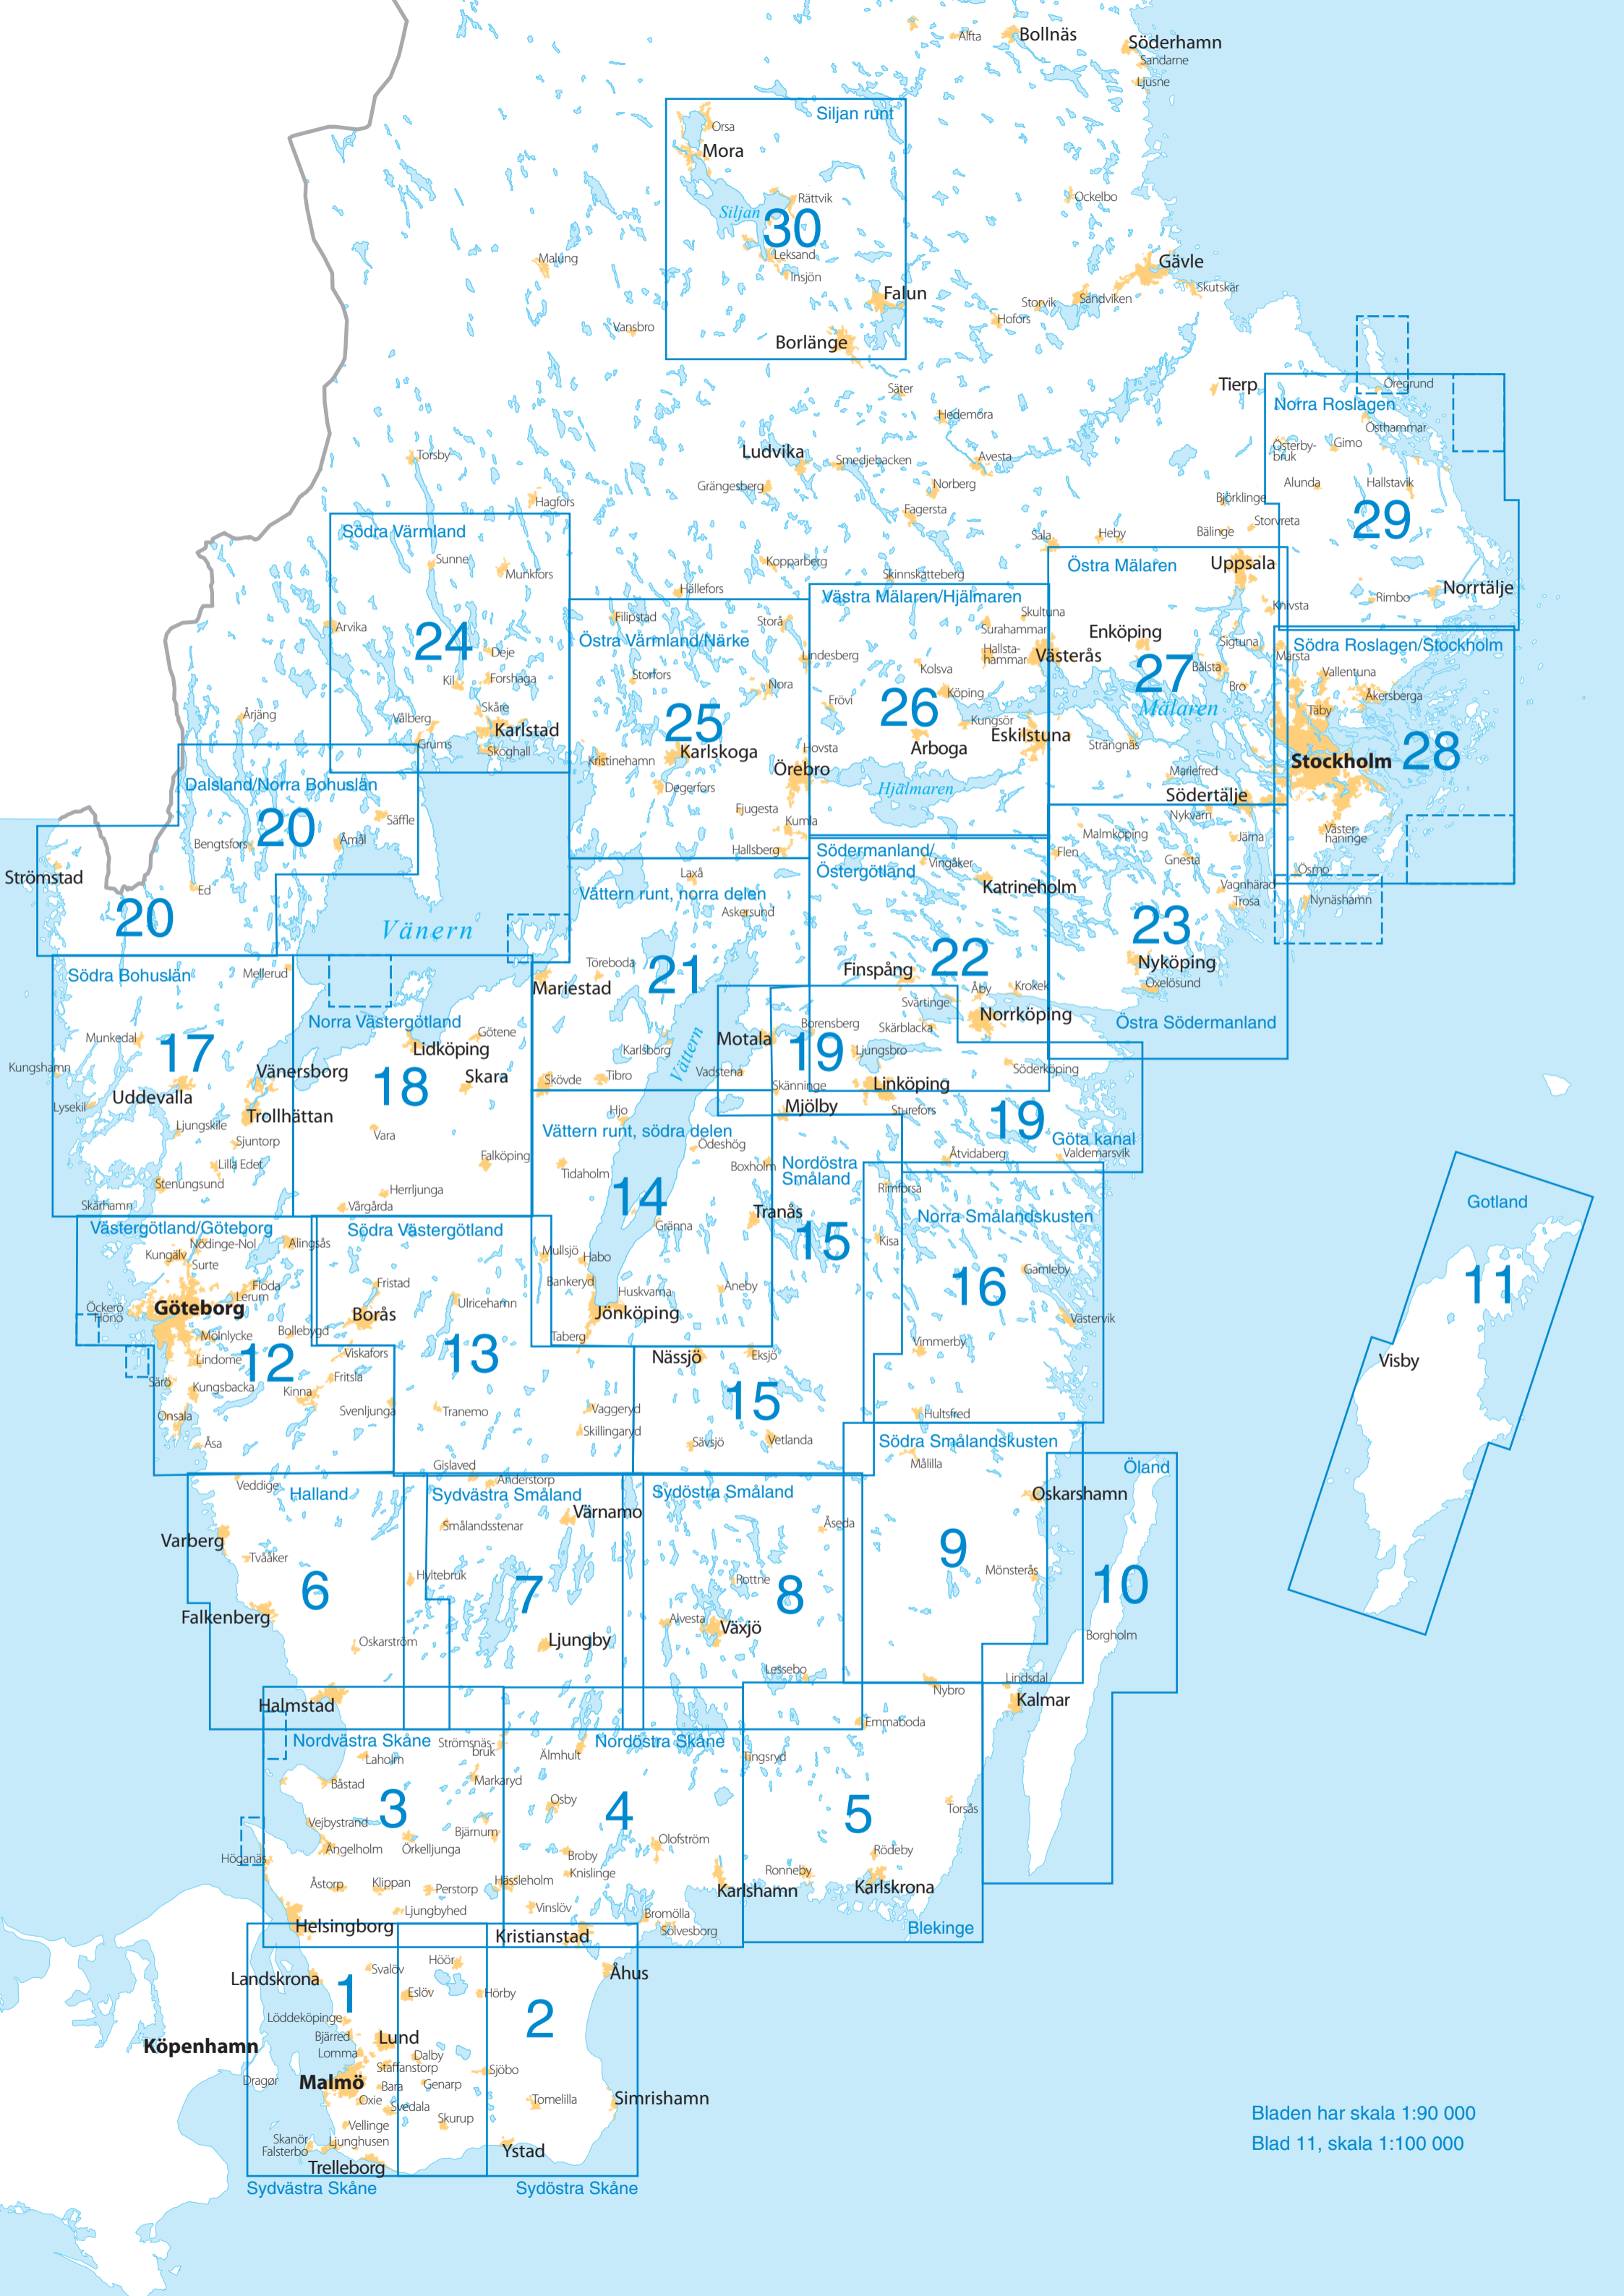 Alfta
Bollnäs
Söderhamn
Sandarne
Ljusne
Siljan runt
Orsa
Mora
Rättvik
Siljan
30
Leksand
Insjön
Falun
Borlänge
Ockelbo
Malung
Gävle
Skutskär
Sandviken
Storvik
Hofors
Vansbro
Säter
Hedemora
Tierp
Öregrund
Norra Roslagen
Östhammar
Österby-
bruk
Gimo
Alunda
Hallstavik
29
Björklinge
Storvreta
Bälinge
Ludvika
Smedjebacken
Avesta
Grängesberg
Norberg
Fagersta
Torsby
Hagfors
Sala
Heby
Södra Värmland
Sunne
Munkfors
Arvika
24
Deje
Kil
Forshaga
Skåre
Vålberg
Karlstad
Grums
Skoghall
Årjäng
Kopparberg
Skinnskatteberg
Hällefors
Filipstad
Storå
Östra Värmland/Närke
Lindesberg
Storfors
Nora
25
Karlskoga
Kristinehamn
Hovsta
Örebro
Degerfors
Fjugesta
Kumla
Hallsberg
Västra Mälaren/Hjälmaren
Skultuna
Surahammar
Hallsta-
hammar
Västerås
Kolsva
Köping
Frövi
26
Kungsör
Eskilstuna
Arboga
Hjälmaren
Östra Mälaren
Uppsala
Knivsta
Enköping
Sigtuna
27
Bålsta
Bro
Mälaren
Strängnäs
Mariefred
Södertälje
Rimbo
Norrtälje
Södra Roslagen/Stockholm
Märsta
Vallentuna
Åkersberga
Täby
Stockholm
28
Väster-
haninge
Ösmo
Nynäshamn
Dalsland/Norra Bohuslän
20
Säffle
Bengtsfors
Åmål
Strömstad
Ed
20
Vänern
Laxå
Vättern runt, norra delen
Askersund
Töreboda
21
Mariestad
Karlsborg
Vättern
Skövde
Tibro
Motala
Vadstena
Södermanland/
Östergötland
Vingåker
Katrineholm
Finspång
22
Åby
Krokek
Svärtinge
Norrköping
Nykvarn
Malmköping
Järna
Flen
Gnesta
Vagnhärad
Trosa
23
Nyköping
Oxelösund
Östra Södermanland
Borensberg
Skärblacka
19
Ljungsbro
Skänninge
Linköping
Söderköping
Mjölby
Sturefors
19
Göta kanal
Åtvidaberg
Valdemarsvik
Södra Bohuslän
Mellerud
Munkedal
17
Kungshamn
Vänersborg
Uddevalla
Lysekil
Trollhättan
Ljungskile
Sjuntorp
Lilla Edet
Stenungsund
Skärhamn
Norra Västergötland
Götene
Lidköping
Skara
18
Vara
Falköping
Herrljunga
Vårgårda
Hjo
Vättern runt, södra delen
Ödeshög
Boxholm
Tidaholm
14
Tranås
Gränna
Mullsjö
Habo
Bankeryd
Huskvarna
Aneby
Jönköping
Taberg
Nordöstra
Småland
15
Kisa
Rimforsa
Norra Smålandskusten
16
Gamleby
Västervik
Vimmerby
Hultsfred
Nässjö
Eksjö
15
Sävsjö
Vetlanda
Gotland
11
Visby
Västergötland/Göteborg
Nödinge-Nol
Alingsås
Kungälv
Surte
Floda
Lerum
Öckerö
Hönö
Göteborg
Mölnlycke
Bollebygd
12
Lindome
Särö
Kungsbacka
Kinna
Onsala
Åsa
Södra Västergötland
Fristad
Ulricehamn
Borås
Viskafors
13
Fritsla
Svenljunga
Tranemo
Vaggeryd
Skillingaryd
Gislaved
Anderstorp
Veddige
Halland
Varberg
Tvååker
6
Falkenberg
Oskarström
Halmstad
Sydvästra Småland
Värnamo
Smålandsstenar
Hyltebruk
7
Ljungby
Sydöstra Småland
Åseda
Rottne
8
Alvesta
Växjö
Lessebo
Södra Smålandskusten
Målilla
Oskarshamn
9
Mönsterås
Öland
10
Borgholm
Lindsdal
Nybro
Kalmar
Nordvästra Skåne
Strömsnäs-
bruk
Laholm
Båstad
Markaryd
3
Vejbystrand
Bjärnum
Ängelholm
Örkelljunga
Höganäs
Åstorp
Klippan
Perstorp
Ljungbyhed
Helsingborg
Nordöstra Skåne
Älmhult
Osby
4
Olofström
Broby
Knislinge
Hässleholm
Karlshamn
Vinslöv
Bromölla
Sölvesborg
Kristianstad
Emmaboda
Tingsryd
5
Torsås
Rödeby
Ronneby
Karlskrona
Blekinge
Höör
Svalöv
Landskrona
1
Eslöv
Hörby
Åhus
Löddeköpinge
2
Bjärred
Lund
Köpenhamn
Lomma
Dalby
Staffanstorp
Sjöbo
Dragør
Malmö
Bara
Genarp
Oxie
Svedala
Tomelilla
Simrishamn
Skurup
Vellinge
Skanör
Falsterbo
Ljunghusen
Ystad
Trelleborg
Sydvästra Skåne
Sydöstra Skåne
Bladen har skala 1:90 000
Blad 11, skala 1:100 000